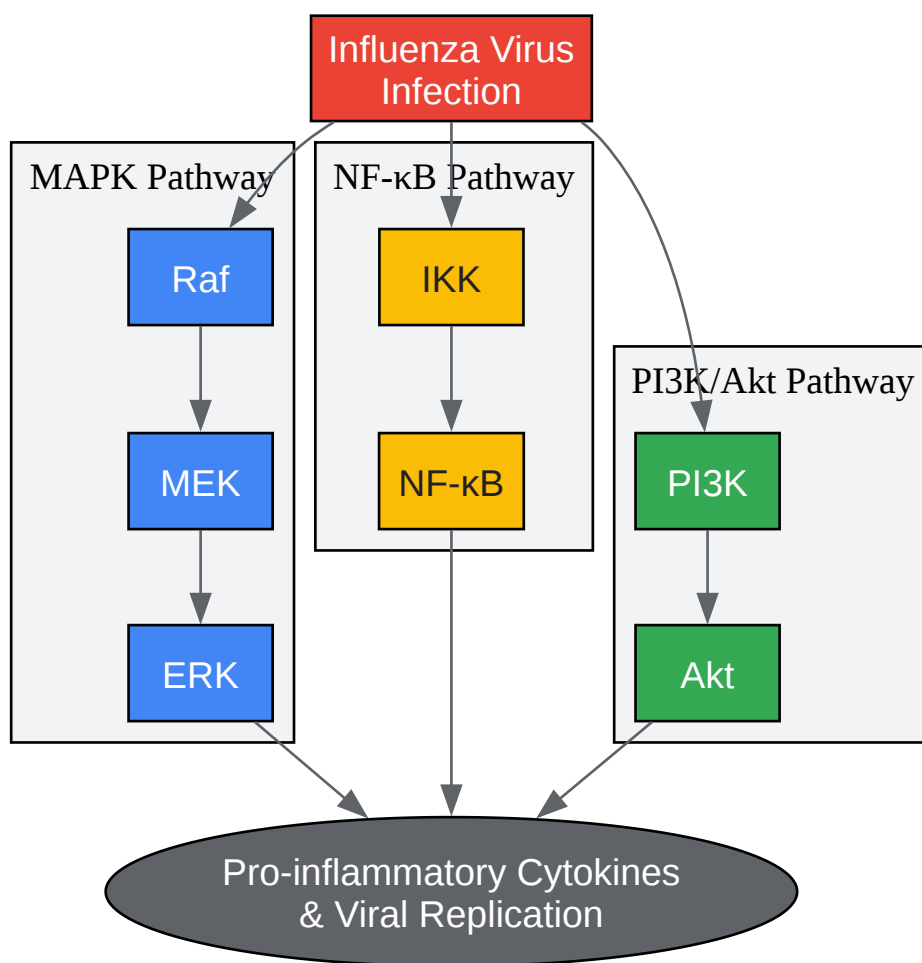 Influenza Virus
Infection
MAPK Pathway
NF-κB Pathway
PI3K/Akt Pathway
Raf
IKK
MEK
NF-κB
PI3K
ERK
Akt
Pro-inflammatory Cytokines
& Viral Replication